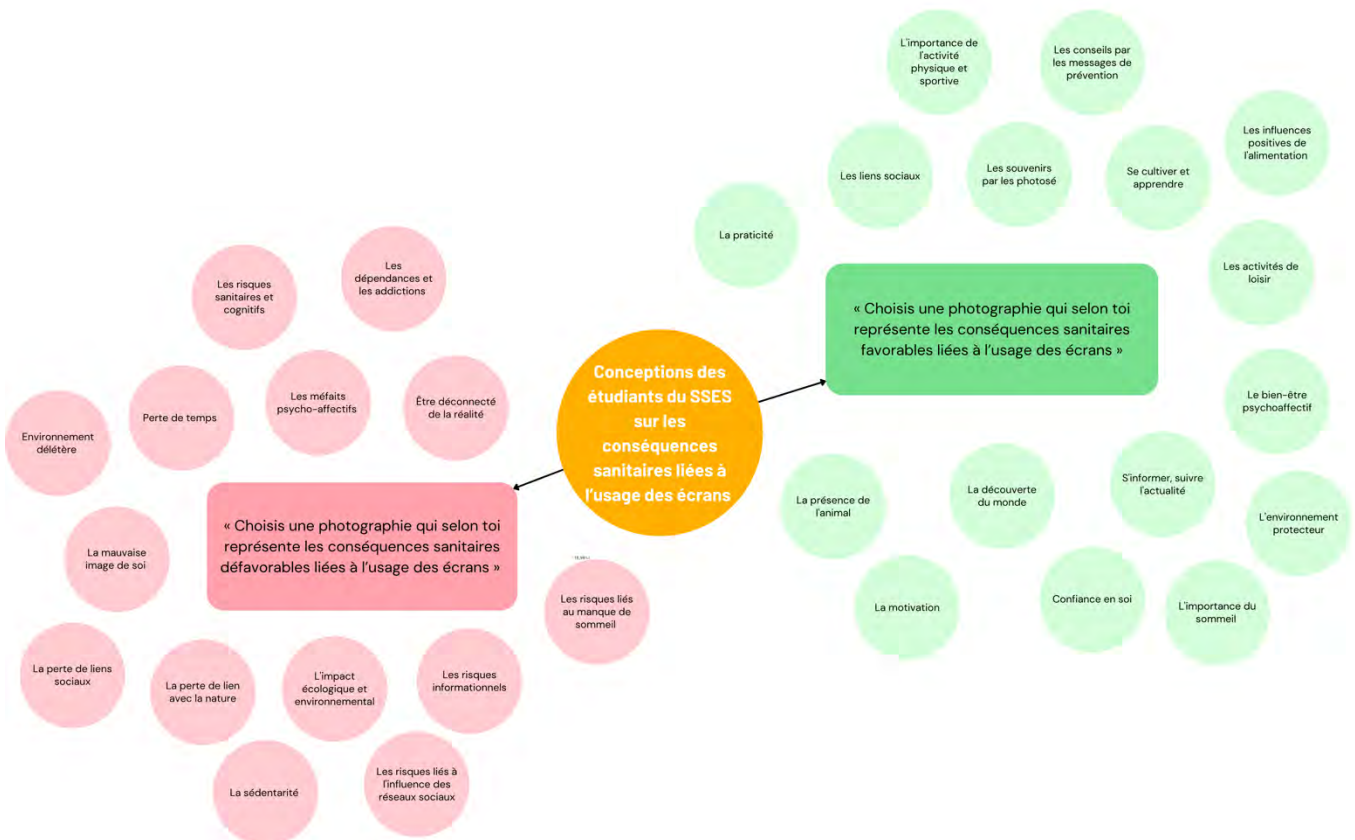 L'importance de
l'activité
physique et
sportive
Les conseils par
les messages de
prévention
Les influences
positives de
l'alimentation
Les liens sociaux
Les souvenirs
par les photosé
Se cultiver et
apprendre
La praticité
Les activités de
loisir
« Choisis une photographie qui selon toi
représente les conséquences sanitaires
favorables liées à l'usage des écrans »
Le bien-être
psychoaffectif
La présence de
l'animal
La découverte
du monde
S'informer, suivre
l'actualité
L'environnement
protecteur
La motivation
Confiance en soi
L'importance du
sommeil
Conceptions des
étudiants du SSES
sur les
conséquences
sanitaires liées à
l'usage des écrans
Les risques
sanitaires et
cognitifs
Les
dépendances et
les addictions
Environnement
délétère
Perte de temps
Les méfaits
psycho-affectifs
Être déconnecté
de la réalité
« Choisis une photographie qui selon toi
représente les conséquences sanitaires
défavorables liées à l'usage des écrans »
La mauvaise
image de soi
Les risques liés
au manque de
sommeil
La perte de liens
sociaux
La perte de lien
avec la nature
L'impact
écologique et
environnemental
Les risques
informationnels
La sédentarité
Les risques liés à
l'influence des
réseaux sociaux